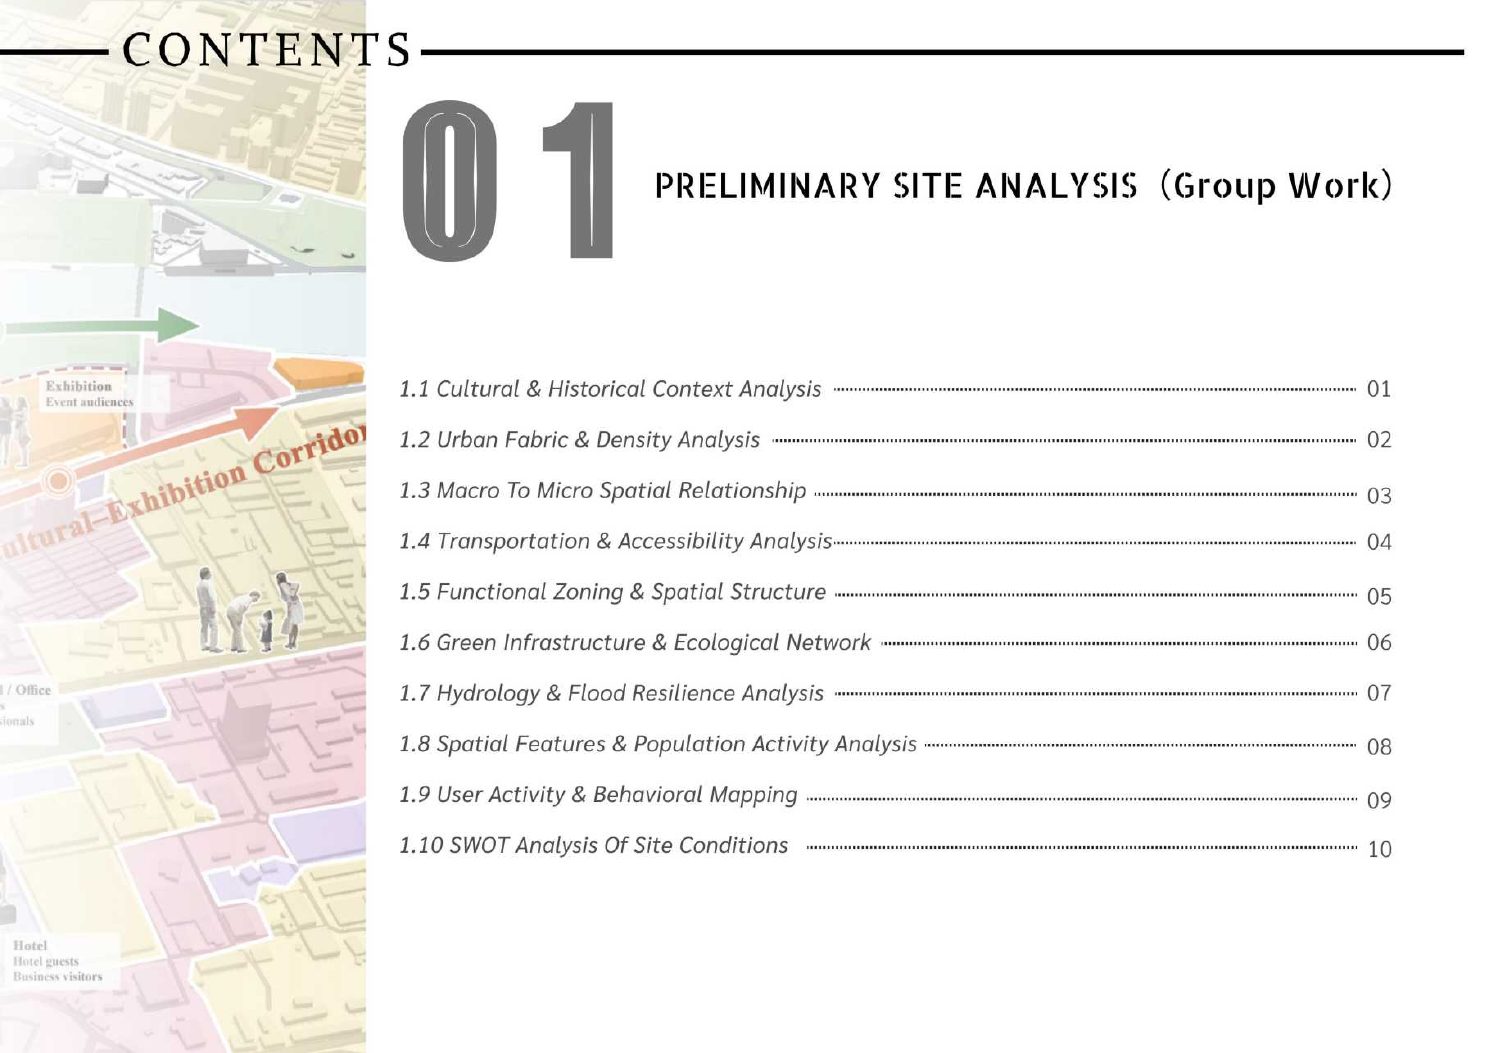 CONTENTS
01
PRELIMINARY SITE ANALYSIS（Group Work）
1.1 Cultural & Historical Context Analysis 01
1.2 Urban Fabric & Density Analysis 02
1.3 Macro To Micro Spatial Relationship 03
1.4 Transportation & Accessibility Analysis 04
1.5 Functional Zoning & Spatial Structure 05
1.6 Green Infrastructure & Ecological Network 06
1.7 Hydrology & Flood Resilience Analysis 07
1.8 Spatial Features & Population Activity Analysis 08
1.9 User Activity & Behavioral Mapping 09
1.10 SWOT Analysis Of Site Conditions 10
Exhibition
Event audiences
ultural–Exhibition Corridor
/ Office
s
sionals
Hotel
Hotel guests
Business visitors